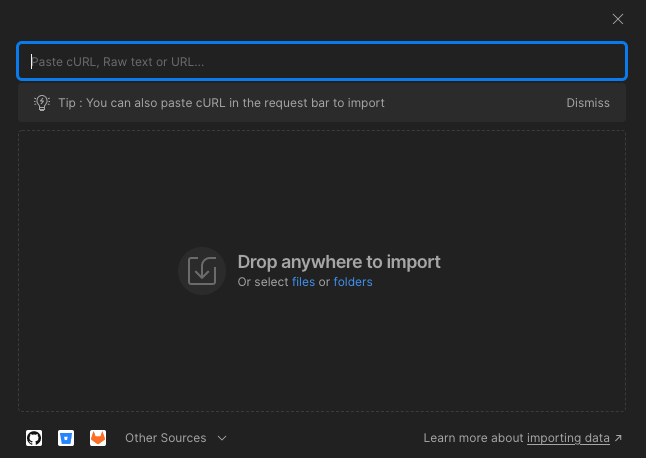 Paste cURL, Raw text or URL...
Tip : You can also paste cURL in the request bar to import
Dismiss
Drop anywhere to import
Or select files or folders
Other Sources
Learn more about importing data ↗